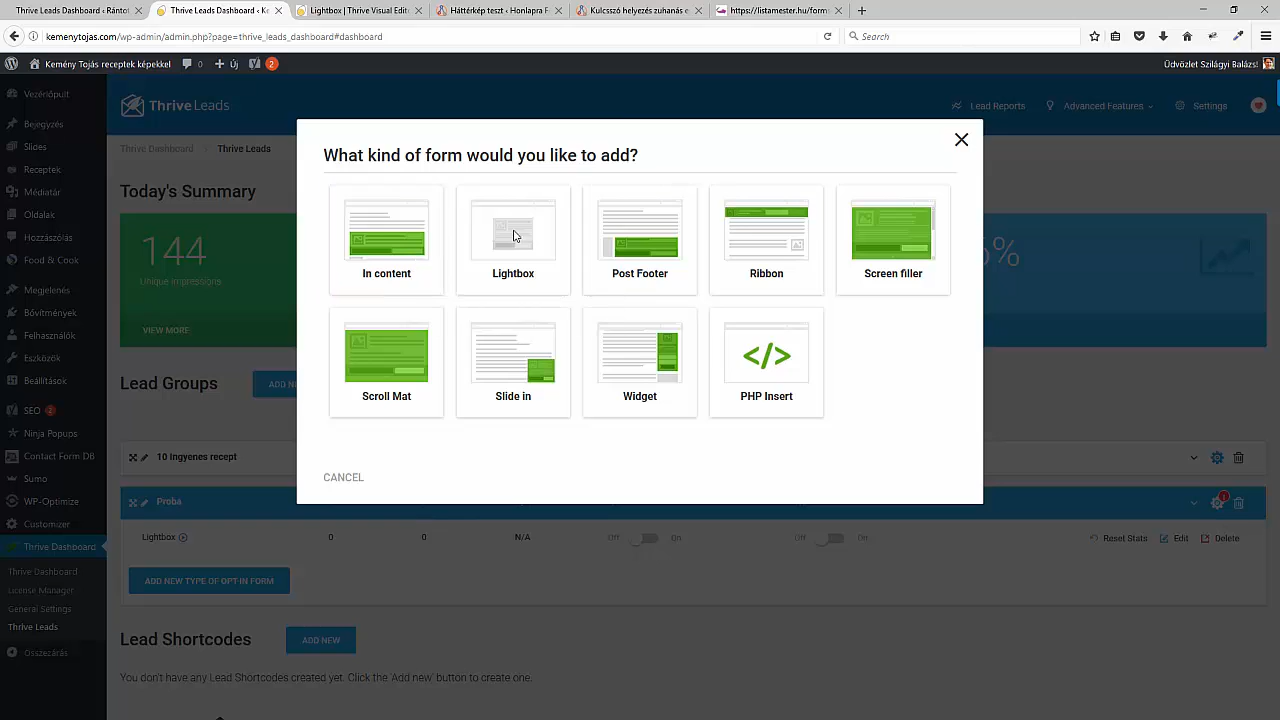 Thrive Leads Dashboard ‹ Tanto
Thrive Leads Dashboard ‹ Ke
Lightbox | Thrive Visual Edit
Háttérkép teszt ‹ Honlapra F
Kulcsszó helyezés zuhanás e
https://listamester.hu/form
kemenytojas.com/wp-admin/admin.php?page=thrive_leads_dashboard#dashboard
Search
Kemény Tojás receptek képekkel
0
Új
2
Üdvözlet Szilágyi Balázs!
Vezérlőpult
Bejegyzés
Slides
Receptek
Médiatár
Oldalak
Hozzászólás
Food & Cook
Megjelenés
Bővítmények
Felhasználók
Eszközök
Beállítások
SEO 2
Ninja Popups
Contact Form DB
Sumo
WP-Optimize
Customizer
Thrive Dashboard
Thrive Dashboard
License Manager
General Settings
Thrive Leads
Összezárás
Thrive Leads
Lead Reports
Advanced Features
Settings
Thrive Dashboard
Thrive Leads
Today's Summary
144
Unique Impressions
VIEW MORE
%
What kind of form would you like to add?
In content
Lightbox
Post Footer
Ribbon
Screen filler
Scroll Mat
Slide in
Widget
</>
PHP Insert
CANCEL
Lead Groups
ADD NE
10 Ingyenes recept
Próba
1
Lightbox
0
0
N/A
Off
On
Off
On
Reset Stats
Edit
Delete
ADD NEW TYPE OF OPT-IN FORM
Lead Shortcodes
ADD NEW
You don't have any Lead Shortcodes created yet. Click the 'Add new' button to create one.